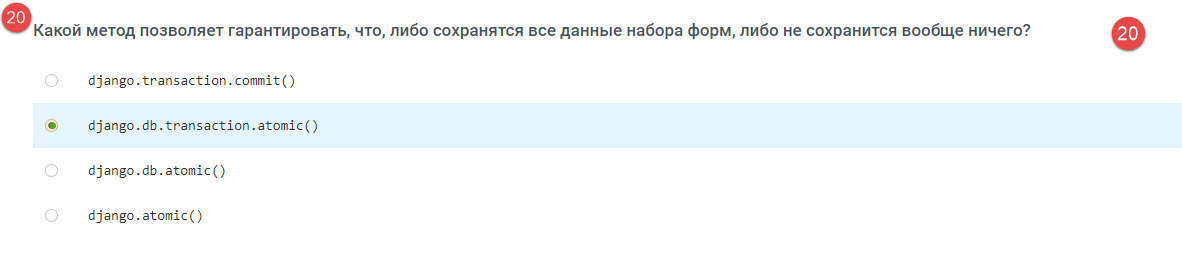 20
Какой метод позволяет гарантировать, что, либо сохранятся все данные набора форм, либо не сохранится вообще ничего?
20
django.transaction.commit()
django.db.transaction.atomic()
django.db.atomic()
django.atomic()